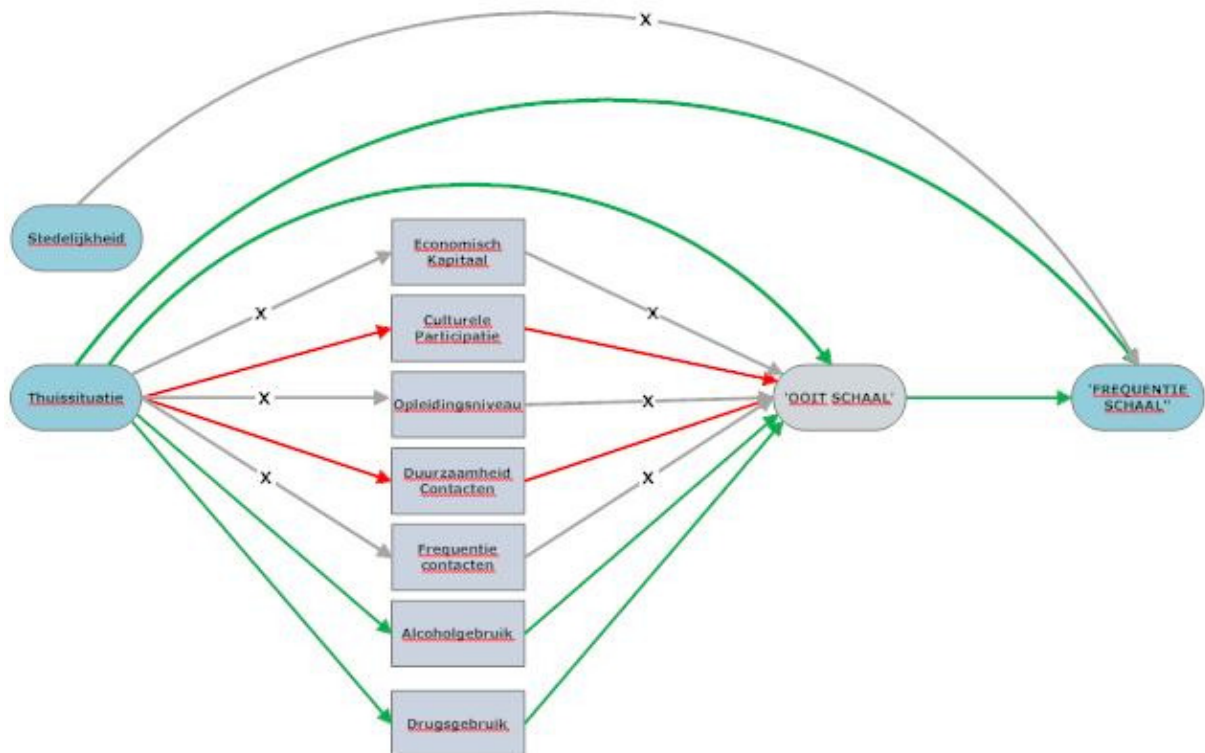 x
Stedelijkheid
Economisch
Kapitaal
x
x
Culturele
Participatie
Thuissituatie
x
Opleidingsniveau
x
'OOIT SCHAAL'
'FREQUENTIE
SCHAAL"
Duurzaamheid
Contacten
x
x
Frequentie
contacten
Alcoholgebruik
Drugsgebruik